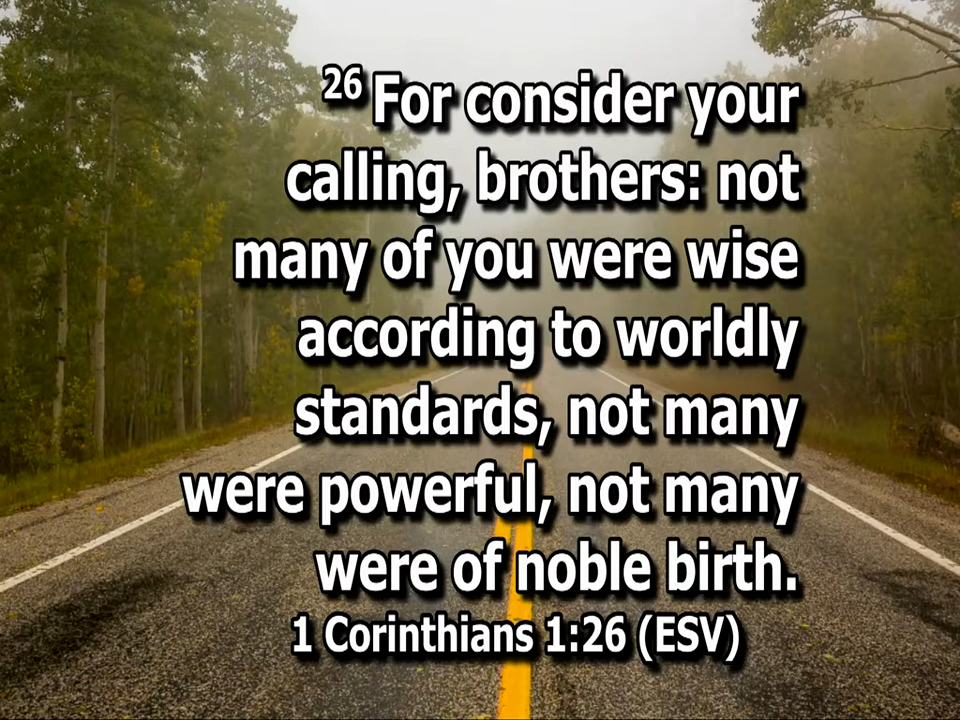 26 For consider your
calling, brothers: not
many of you were wise
according to worldly
standards, not many
were powerful, not many
were of noble birth.
1 Corinthians 1:26 (ESV)